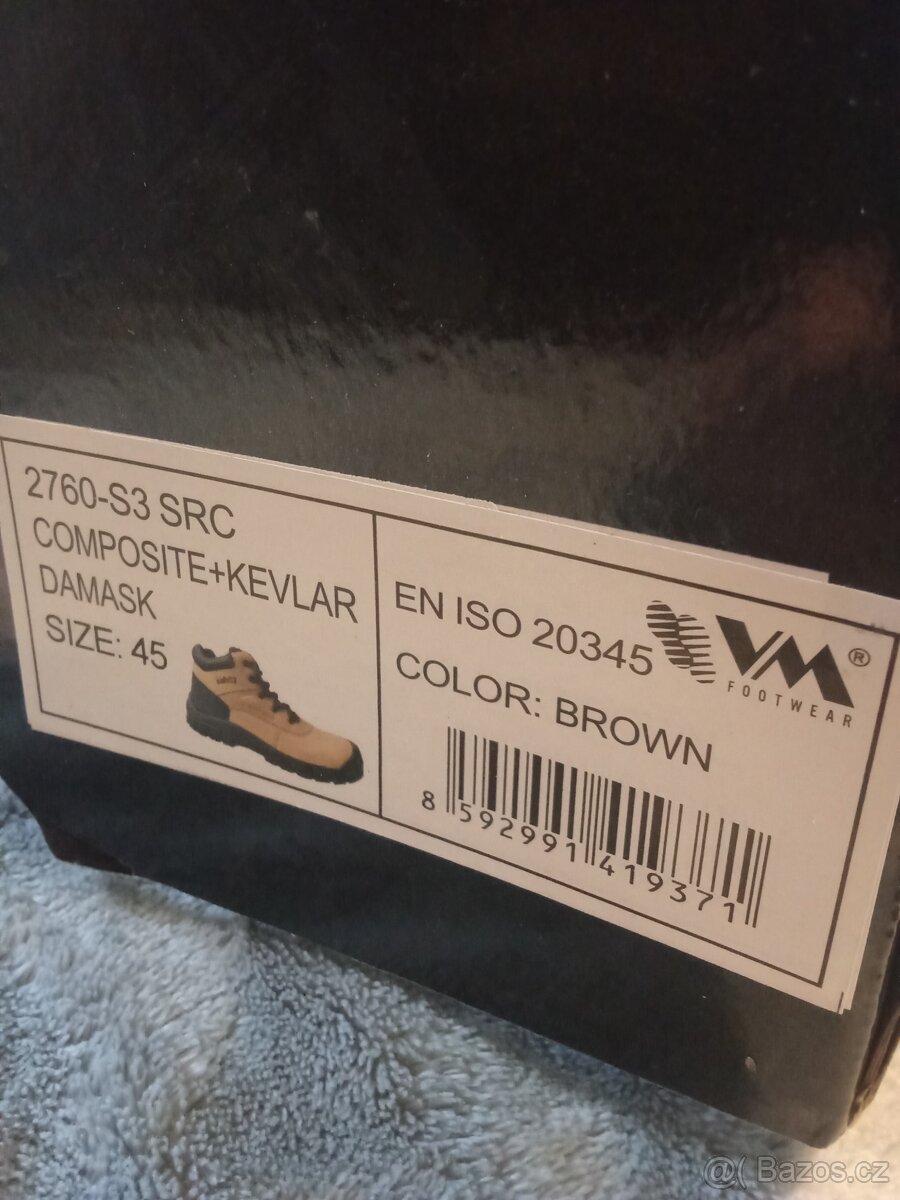 2760-S3 SRC
COMPOSITE+KEVLAR
DAMASK
SIZE: 45
EN ISO 20345
COLOR: BROWN
VM®
FOOTWEAR
8 592991 419371
@( Bazos.cz